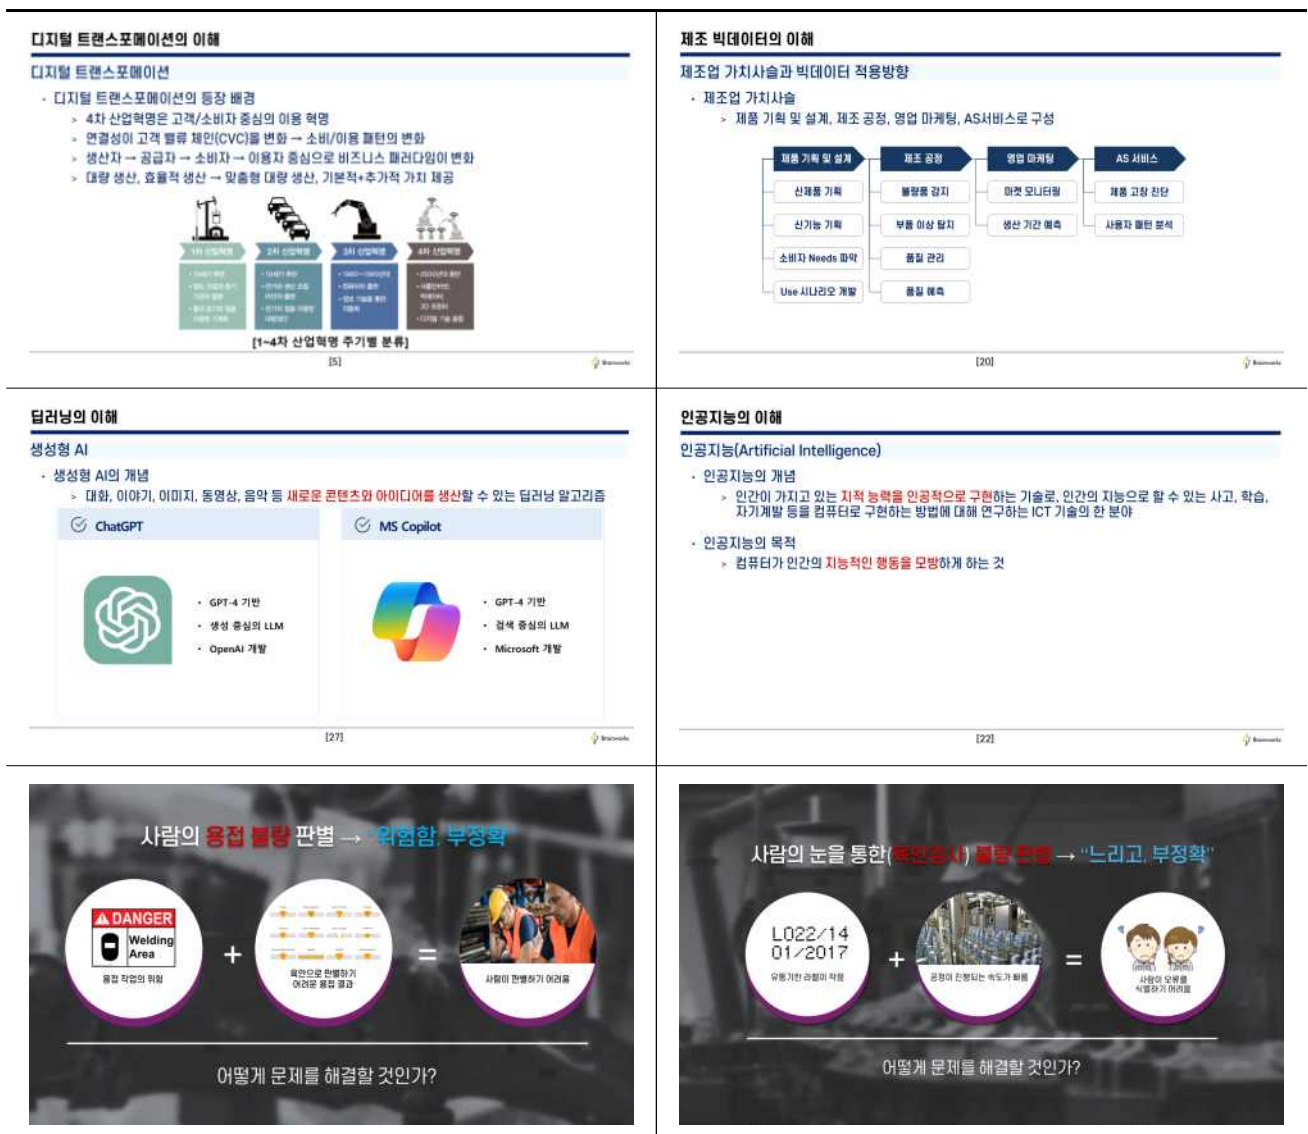 디지털 트랜스포메이션의 이해
디지털 트랜스포메이션
• 디지털 트랜스포메이션의 등장 배경
> 4차 산업혁명은 고객/소비자 중심의 이용 혁명
> 연결성이 고객 밸류 체인(CVC)을 변화 → 소비/이용 패턴의 변화
> 생산자 → 공급자 → 소비자 → 이용자 중심으로 비즈니스 패러다임이 변화
> 대량 생산, 효율적 생산 → 맞춤형 대량 생산, 기본적+추가적 가치 제공
1차 산업혁명 2차 산업혁명 3차 산업혁명 4차 산업혁명
[1~4차 산업혁명 주기별 분류]
[5]
Brainworks
제조 빅데이터의 이해
제조업 가치사슬과 빅데이터 적용방향
• 제조업 가치사슬
> 제품 기획 및 설계, 제조 공정, 영업 마케팅, AS서비스로 구성
제품 기획 및 설계 제조 공정 영업 마케팅 AS 서비스
신제품 기획 불량품 감지 마켓 모니터링 제품 고장 진단
신기능 기획 부품 이상 탐지 생산 기간 예측 사용자 패턴 분석
소비자 Needs 파악 품질 관리
Use 시나리오 개발 품질 예측
[20]
Brainworks
딥러닝의 이해
생성형 AI
• 생성형 AI의 개념
> 대화, 이야기, 이미지, 동영상, 음악 등 새로운 콘텐츠와 아이디어를 생산할 수 있는 딥러닝 알고리즘
ChatGPT
• GPT-4 기반
• 생성 중심의 LLM
• OpenAI 개발
MS Copilot
• GPT-4 기반
• 검색 중심의 LLM
• Microsoft 개발
[27]
Brainworks
인공지능의 이해
인공지능(Artificial Intelligence)
• 인공지능의 개념
> 인간이 가지고 있는 지적 능력을 인공적으로 구현하는 기술로, 인간의 지능으로 할 수 있는 사고, 학습,
자기계발 등을 컴퓨터로 구현하는 방법에 대해 연구하는 ICT 기술의 한 분야
• 인공지능의 목적
> 컴퓨터가 인간의 지능적인 행동을 모방하게 하는 것
[22]
Brainworks
사람의 용접 불량 판별 → "위험함, 부정확"
DANGER
Welding
Area
용접 작업의 위험
+
육안으로 판별하기
어려운 용접 결과
=
사람이 판별하기 어려움
어떻게 문제를 해결할 것인가?
사람의 눈을 통한(육안검사) 불량 판별 → "느리고, 부정확"
L022/14
01/2017
유통기한 라벨이 작음
+
공정이 진행되는 속도가 빠름
=
사람이 오류를
식별하기 어려움
어떻게 문제를 해결할 것인가?